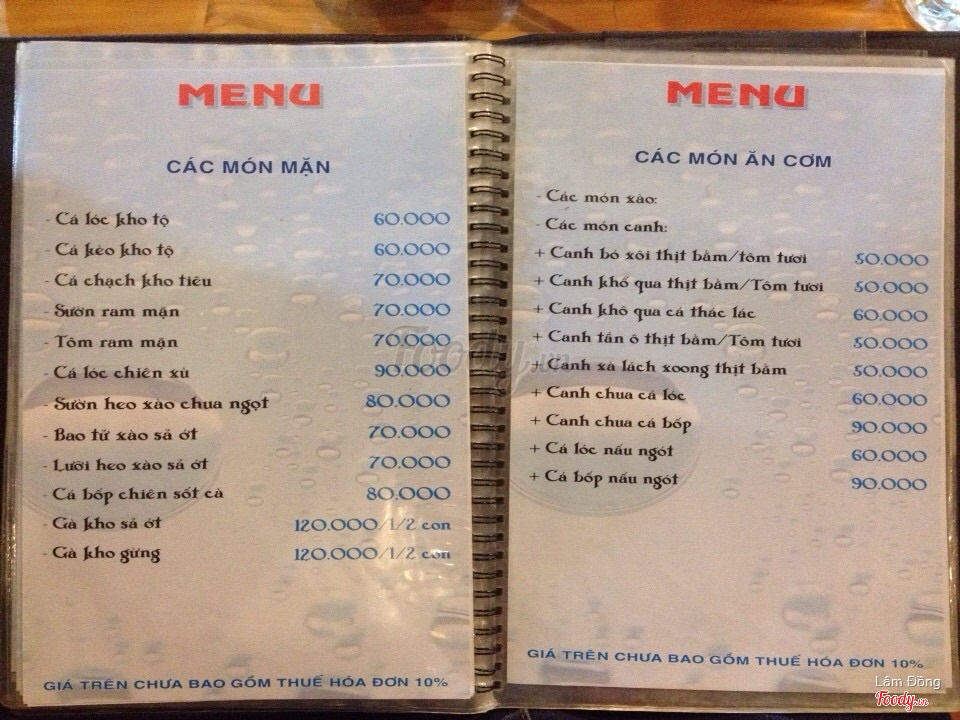 MENU
CÁC MÓN MẶN
- Cá lóc kho tộ 60.000
- Cá kèo kho tộ 60.000
- Cá chạch kho tiêu 70.000
- Sườn ram mặn 70.000
- Tôm ram mặn 70.000
- Cá lóc chiên xù 90.000
- Sườn heo xào chua ngọt 80.000
- Bao tử xào sả ớt 70.000
- Lưỡi heo xào sả ớt 70.000
- Cá bốp chiên sốt cà 80.000
- Gà kho sả ớt 120.000/1/2 con
- Gà kho gừng 120.000/1/2 con
GIÁ TRÊN CHƯA BAO GỒM THUẾ HÓA ĐƠN 10%
MENU
CÁC MÓN ĂN CƠM
- Các món xào:
- Các món canh:
+ Canh bó xôi thịt bằm/tôm tươi 50.000
+ Canh khổ qua thịt bằm/Tôm tươi 50.000
+ Canh khô qua cá thác lác 60.000
+ Canh tần ô thịt bằm/Tôm tươi 50.000
+ Canh xà lách xoong thịt bằm 50.000
+ Canh chua cá lóc 60.000
+ Canh chua cá bốp 90.000
+ Cá lóc nấu ngót 60.000
+ Cá bốp nấu ngót 90.000
GIÁ TRÊN CHƯA BAO GỒM THUẾ HÓA ĐƠN 10%
Foody.vn
Lâm Đồng
Foody.vn